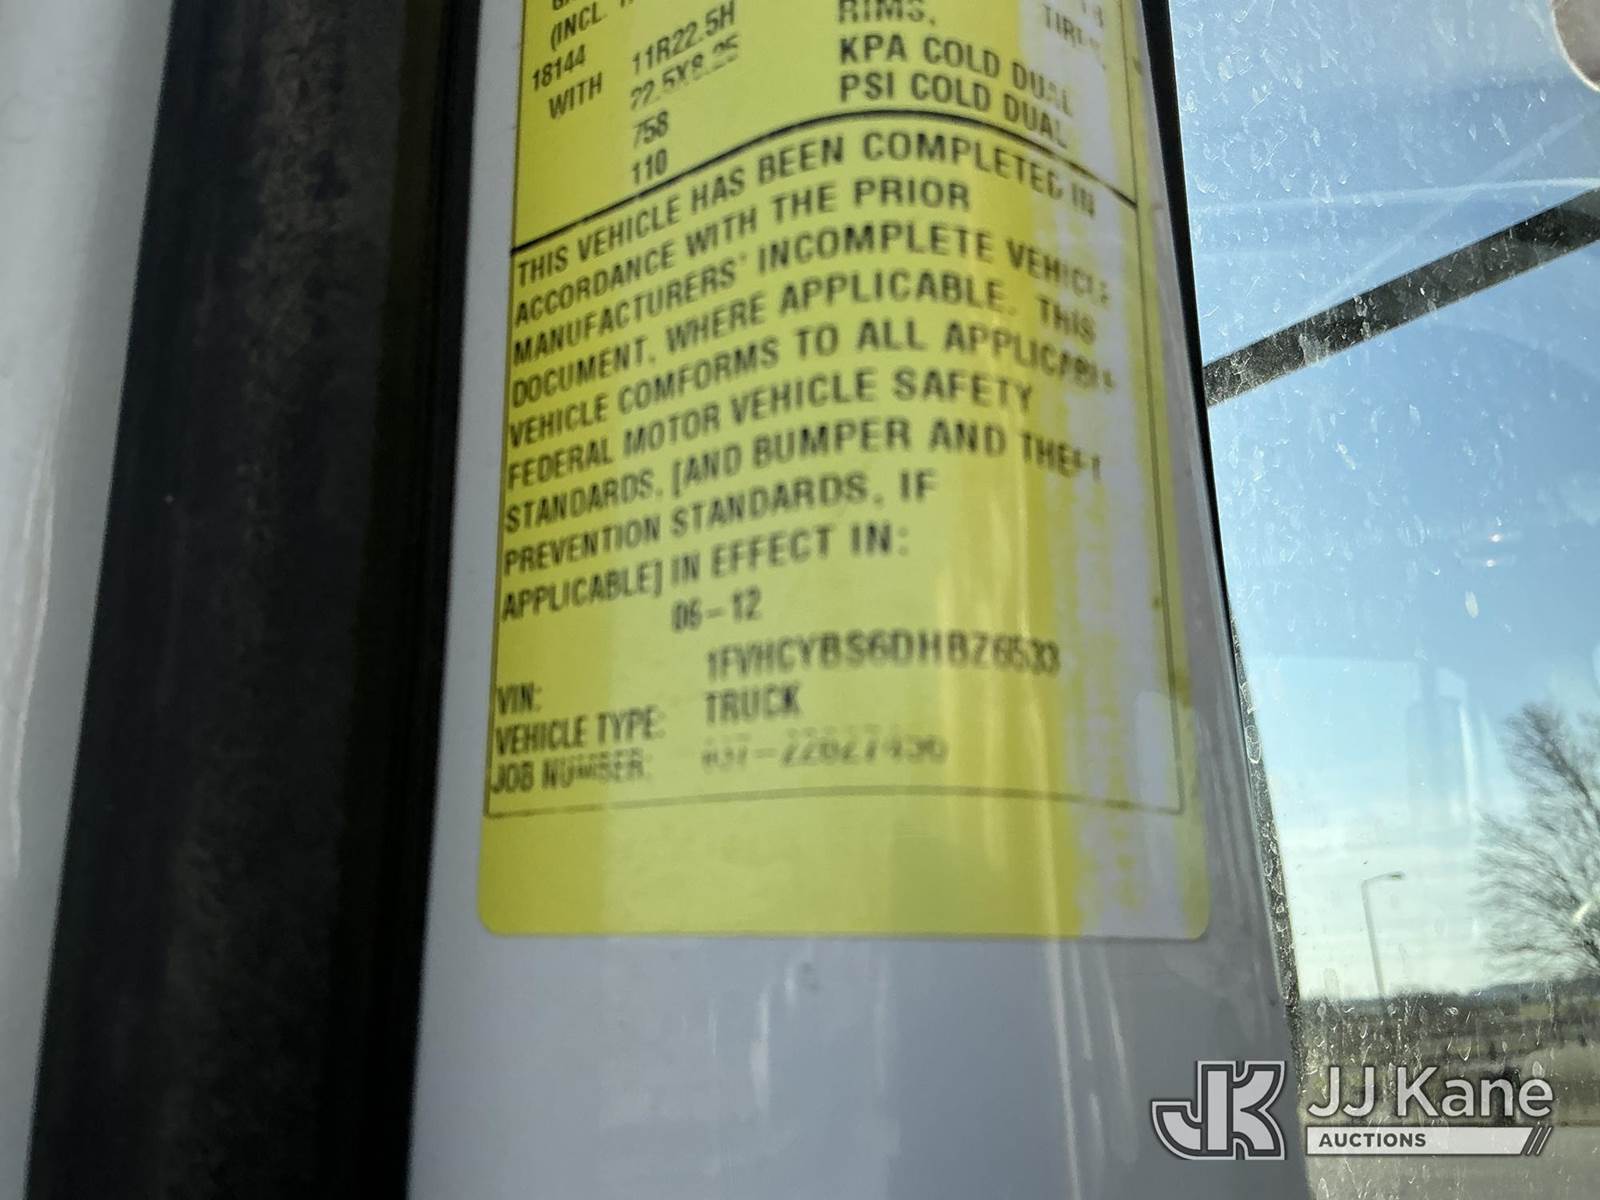 (INCL.
18144
WITH 11R22.5H TIRES,
22.5X8.25 RIMS,
758 KPA COLD DUAL
110 PSI COLD DUAL
THIS VEHICLE HAS BEEN COMPLETED IN
ACCORDANCE WITH THE PRIOR
MANUFACTURERS' INCOMPLETE VEHICLE
DOCUMENT, WHERE APPLICABLE. THIS
VEHICLE COMFORMS TO ALL APPLICABLE
FEDERAL MOTOR VEHICLE SAFETY
STANDARDS, [AND BUMPER AND THEFT
PREVENTION STANDARDS, IF
APPLICABLE] IN EFFECT IN:
06-12
VIN: 1FVHCYBS6DHBZ6533
VEHICLE TYPE: TRUCK
JOB NUMBER:
JK JJ Kane
AUCTIONS